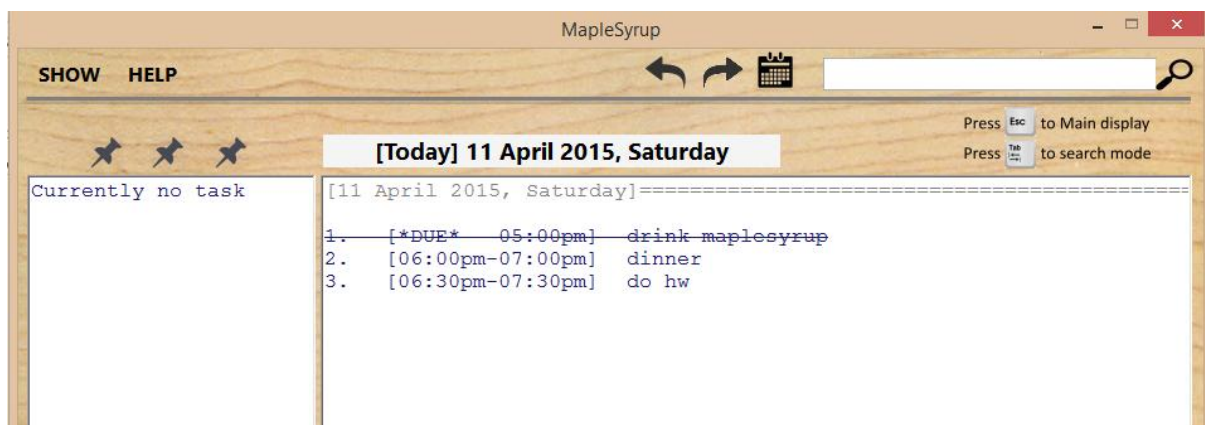 MapleSyrup
SHOW HELP
Press Esc to Main display
Press Tab to search mode
[Today] 11 April 2015, Saturday
Currently no task
[11 April 2015, Saturday]============================================
1. [*DUE* 05:00pm] drink maplesyrup
2. [06:00pm-07:00pm] dinner
3. [06:30pm-07:30pm] do hw